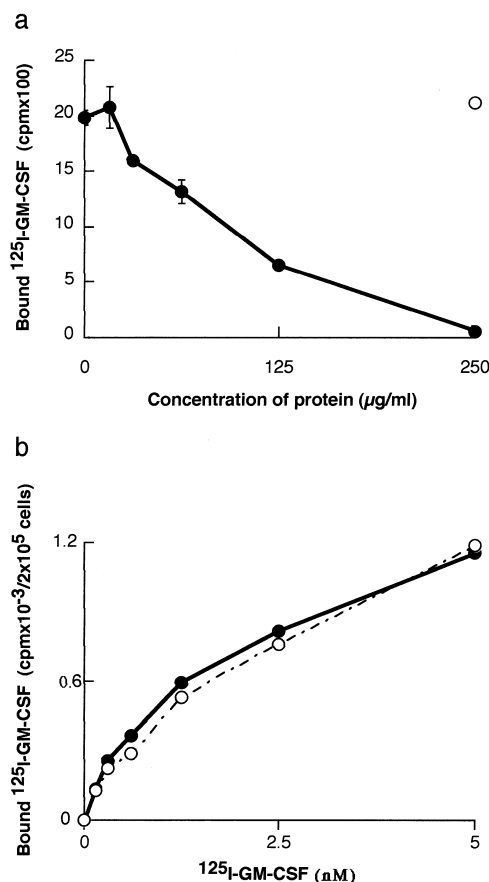 a
Bound ¹²⁵I-GM-CSF (cpmx100)
25
20
15
10
5
0
0 125 250
Concentration of protein (µg/ml)
b
Bound ¹²⁵I-GM-CSF (cpmx10⁻³/2x10⁵ cells)
1.2
0.6
0
0 2.5 5
¹²⁵I-GM-CSF (nM)